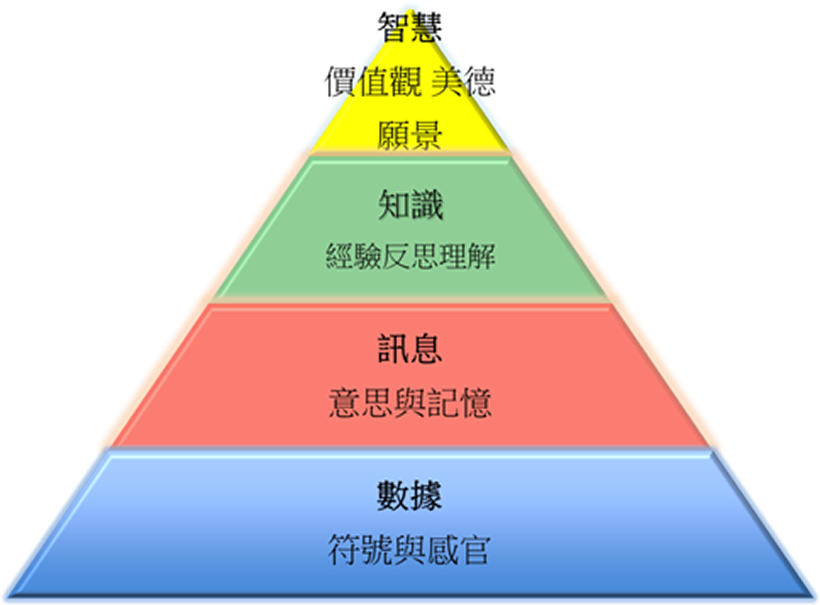 智慧
價值觀 美德
願景
知識
經驗反思理解
訊息
意思與記憶
數據
符號與感官